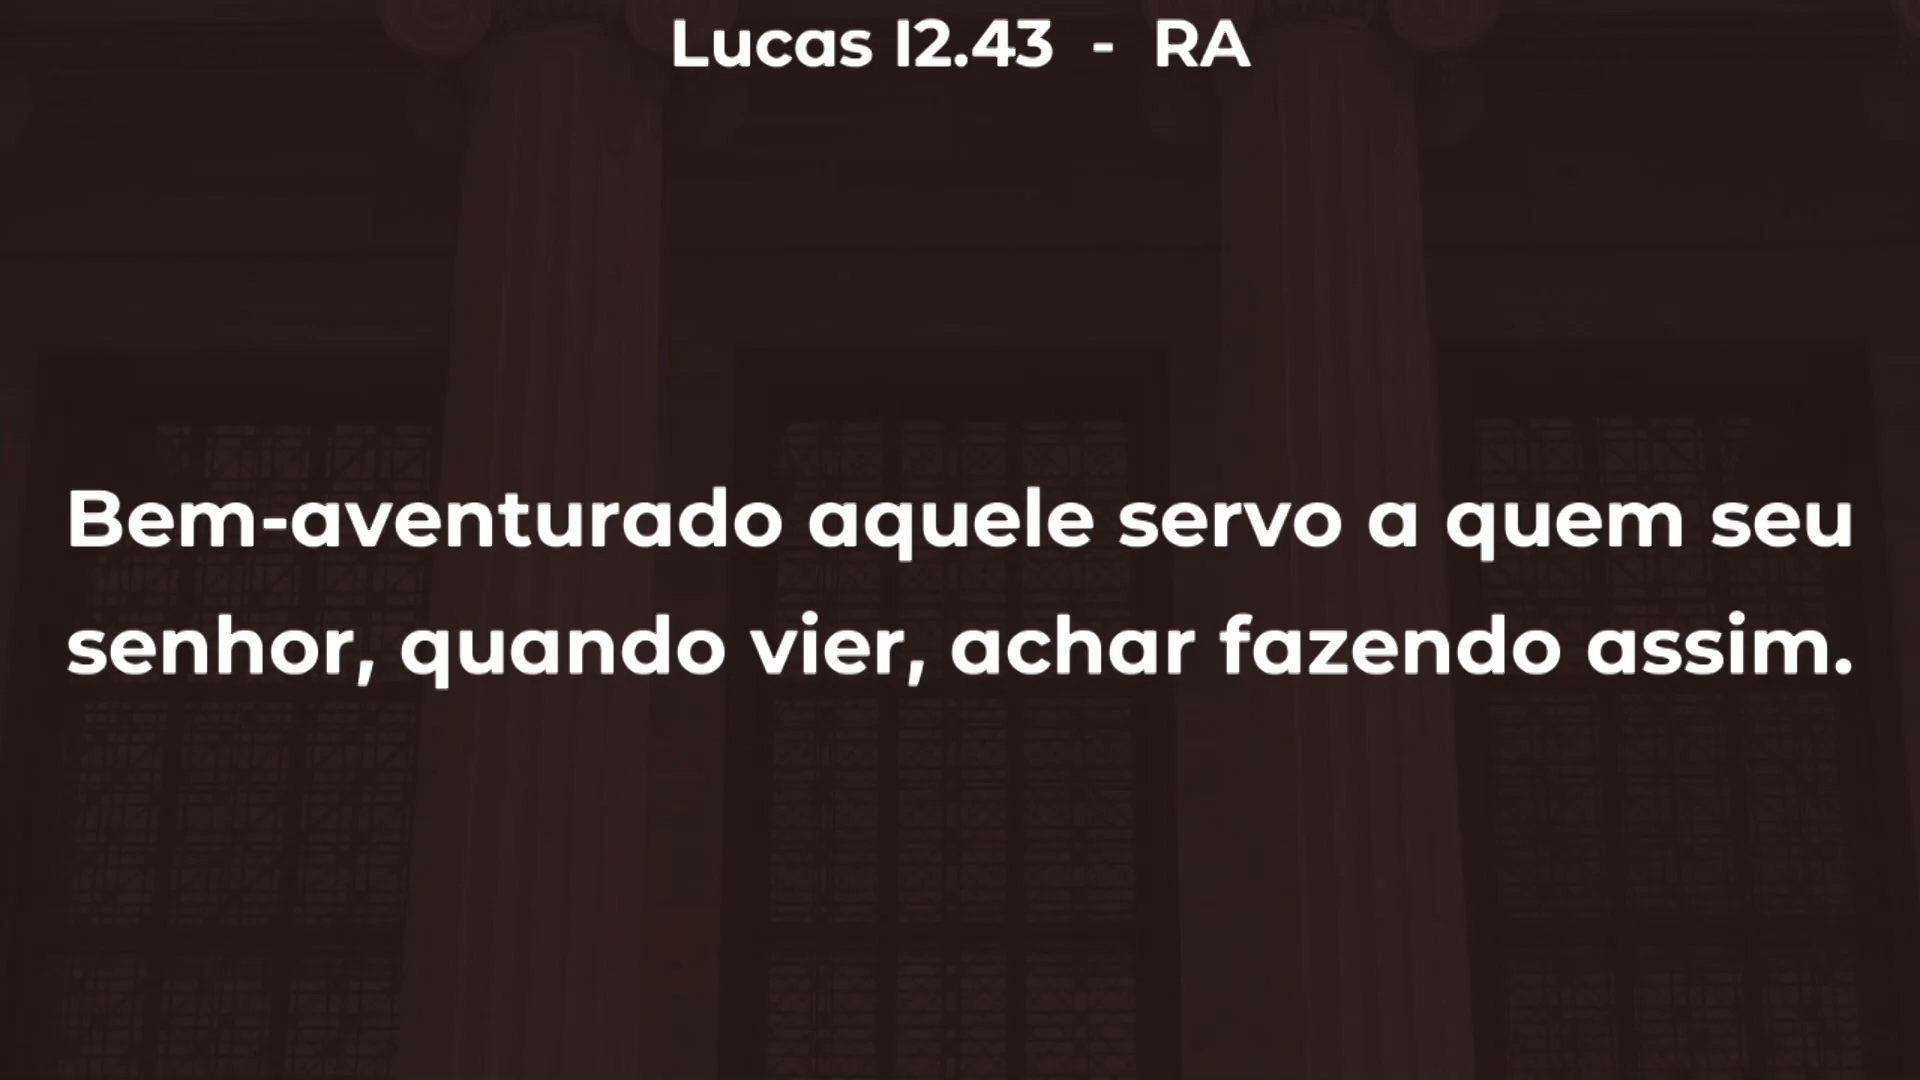 Lucas 12.43 - RA
Bem-aventurado aquele servo a quem seu
senhor, quando vier, achar fazendo assim.